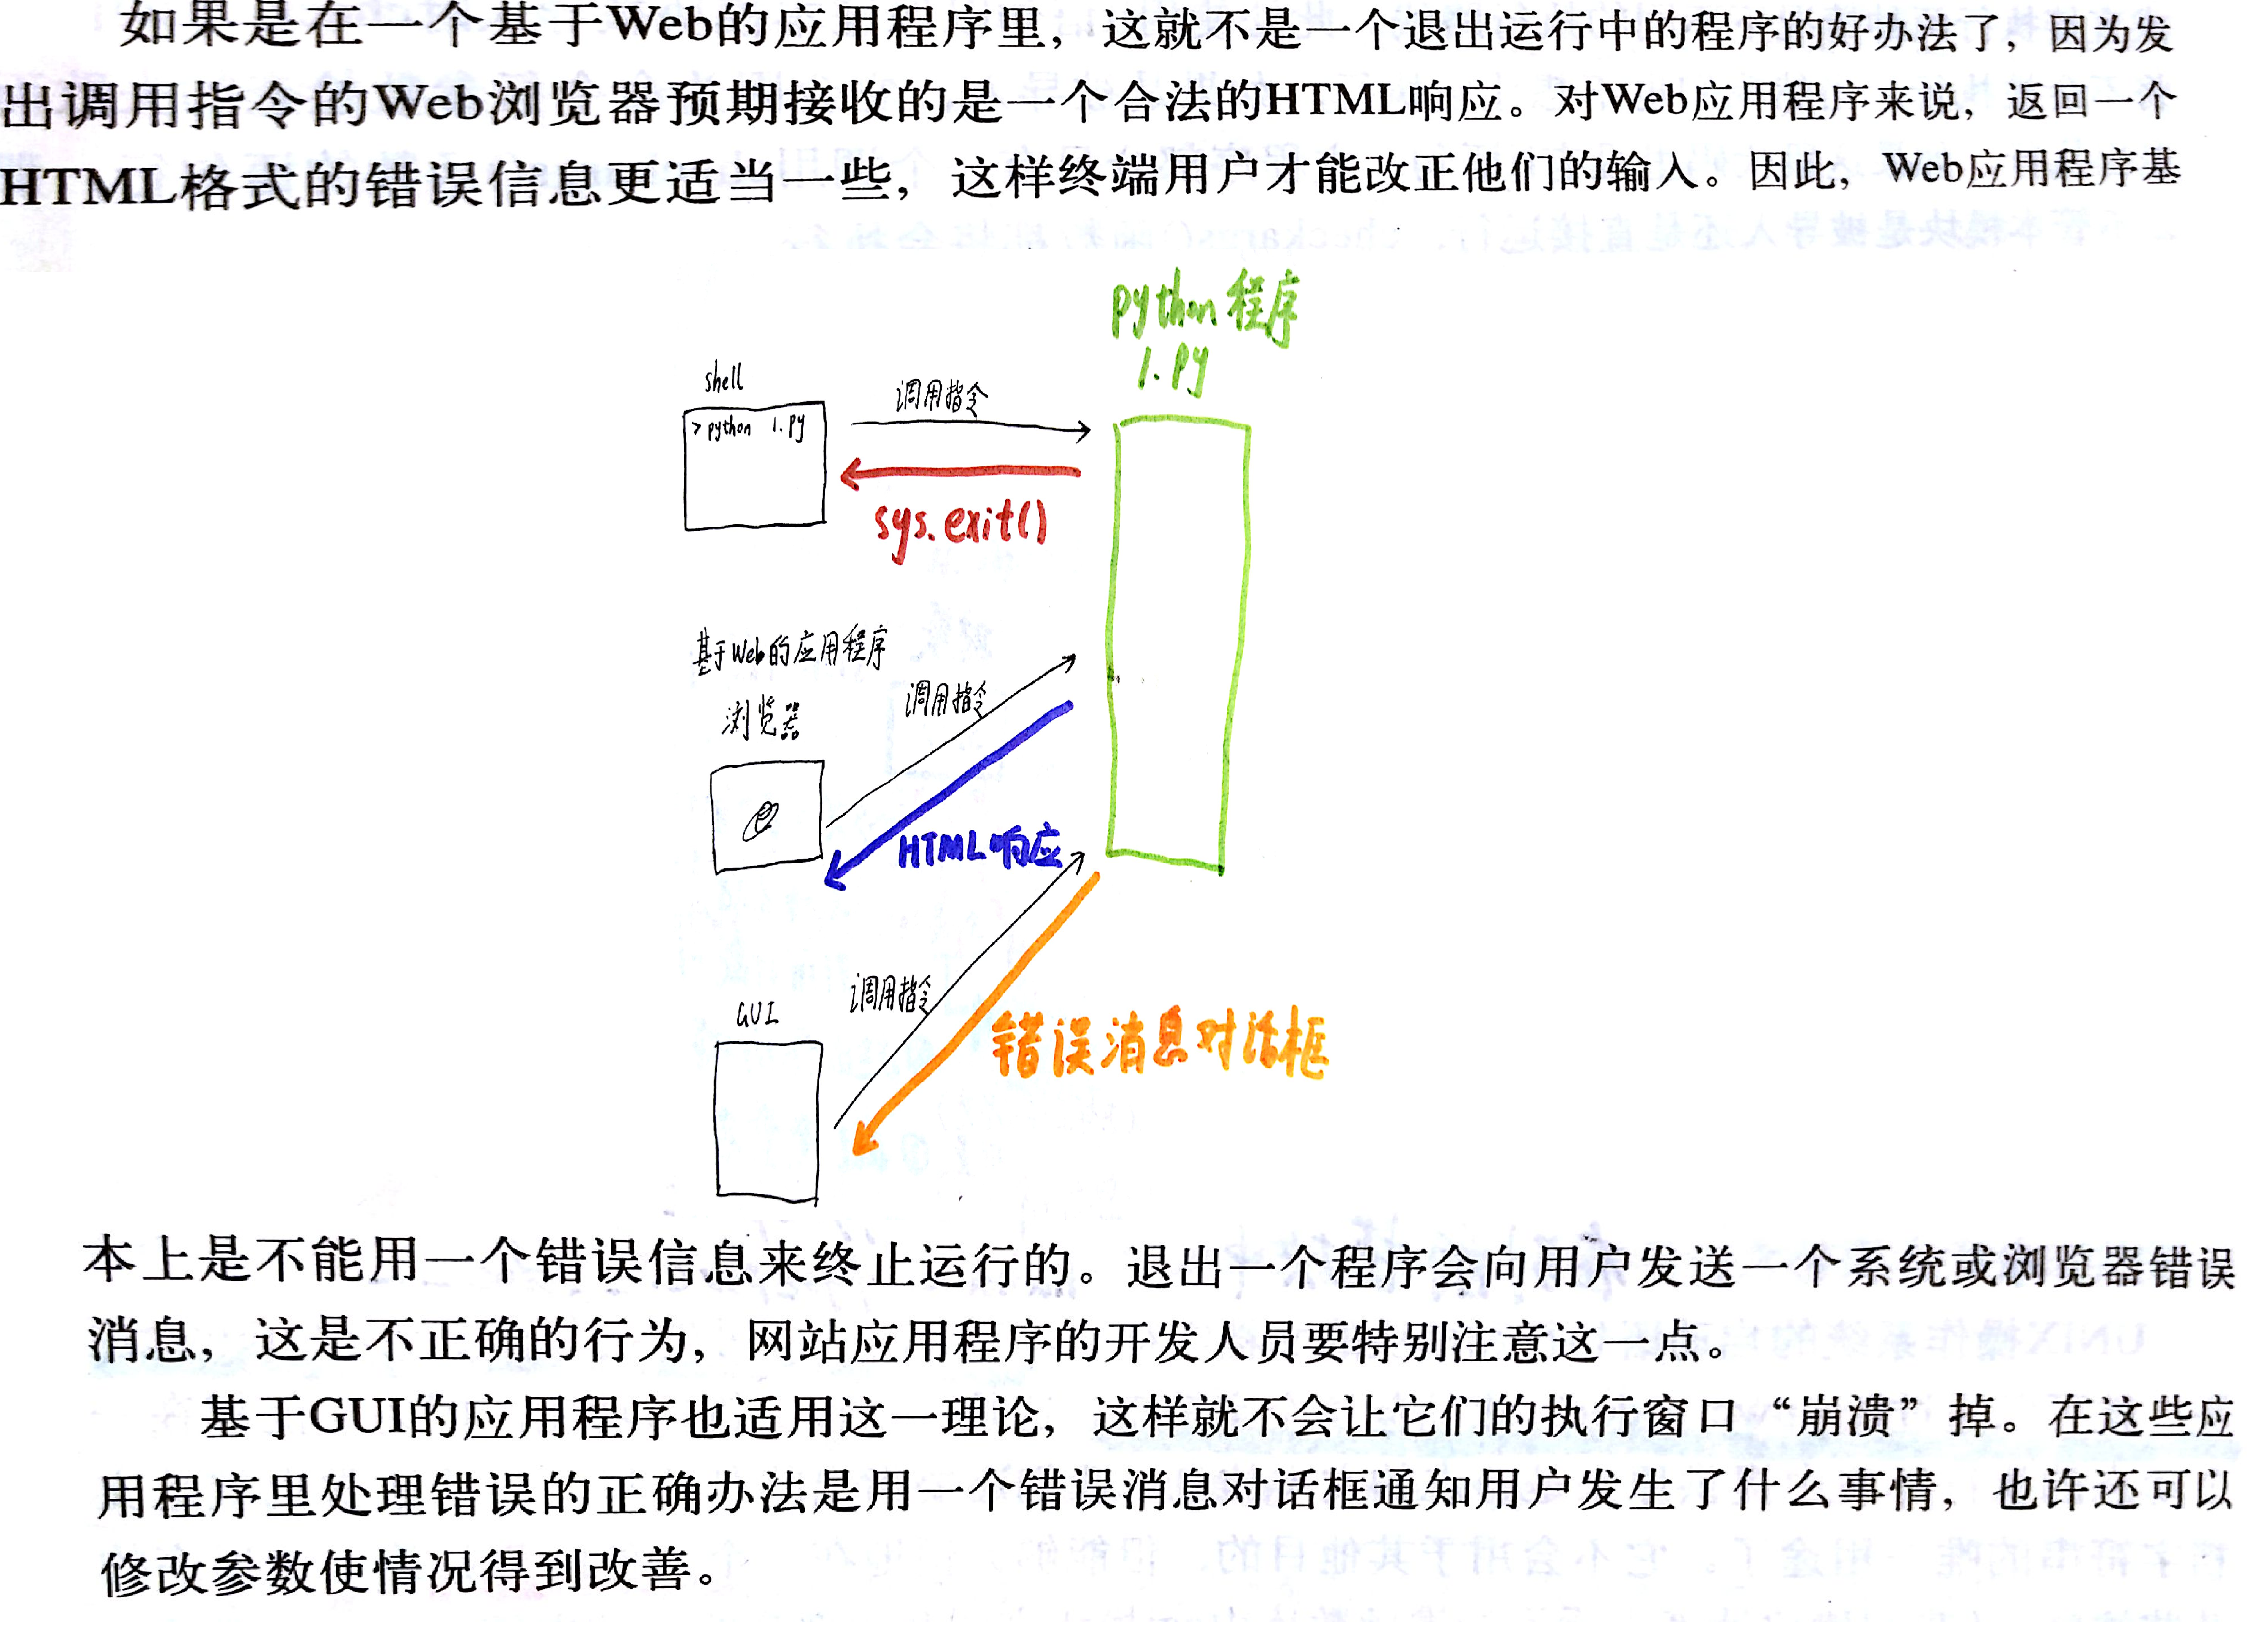 如果是在一个基于Web的应用程序里，这就不是一个退出运行中的程序的好办法了，因为发
出调用指令的Web浏览器预期接收的是一个合法的HTML响应。对Web应用程序来说，返回一个
HTML格式的错误信息更适当一些，这样终端用户才能改正他们的输入。因此，Web应用程序基
python程序
1.py
shell
>python 1.py
调用指令
sys.exit()
基于Web的应用程序
浏览器
调用指令
HTML响应
GUI
调用指令
错误消息对话框
本上是不能用一个错误信息来终止运行的。退出一个程序会向用户发送一个系统或浏览器错误
消息，这是不正确的行为，网站应用程序的开发人员要特别注意这一点。
基于GUI的应用程序也适用这一理论，这样就不会让它们的执行窗口“崩溃”掉。在这些应
用程序里处理错误的正确办法是用一个错误消息对话框通知用户发生了什么事情，也许还可以
修改参数使情况得到改善。